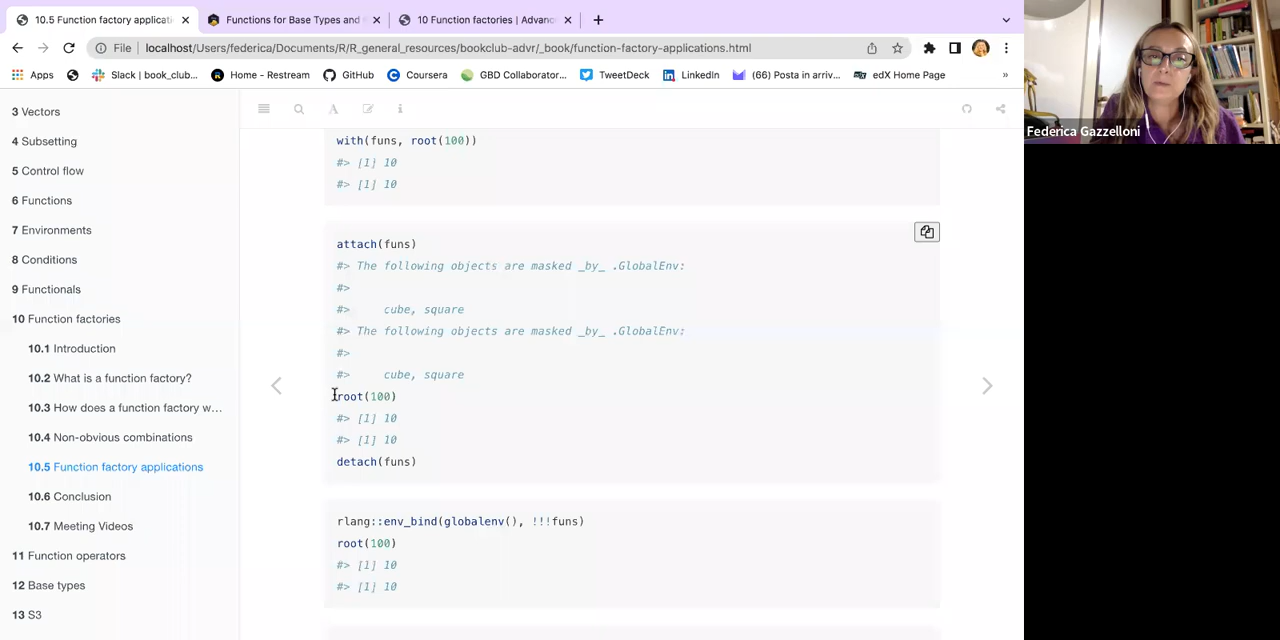 10.5 Function factory applicati
Functions for Base Types and
10 Function factories | Advanc
File
localhost/Users/federica/Documents/R/R_general_resources/bookclub-advr/_book/function-factory-applications.html
Apps
Slack | book_club...
Home - Restream
GitHub
Coursera
GBD Collaborator...
TweetDeck
LinkedIn
(66) Posta in arriv...
edX Home Page
»
3 Vectors
4 Subsetting
5 Control flow
6 Functions
7 Environments
8 Conditions
9 Functionals
10 Function factories
10.1 Introduction
10.2 What is a function factory?
10.3 How does a function factory w...
10.4 Non-obvious combinations
10.5 Function factory applications
10.6 Conclusion
10.7 Meeting Videos
11 Function operators
12 Base types
13 S3
with(funs, root(100))
#> [1] 10
#> [1] 10
attach(funs)
#> The following objects are masked _by_ .GlobalEnv:
#>
#>     cube, square
#> The following objects are masked _by_ .GlobalEnv:
#>
#>     cube, square
root(100)
#> [1] 10
#> [1] 10
detach(funs)
rlang::env_bind(globalenv(), !!!funs)
root(100)
#> [1] 10
#> [1] 10
Federica Gazzelloni